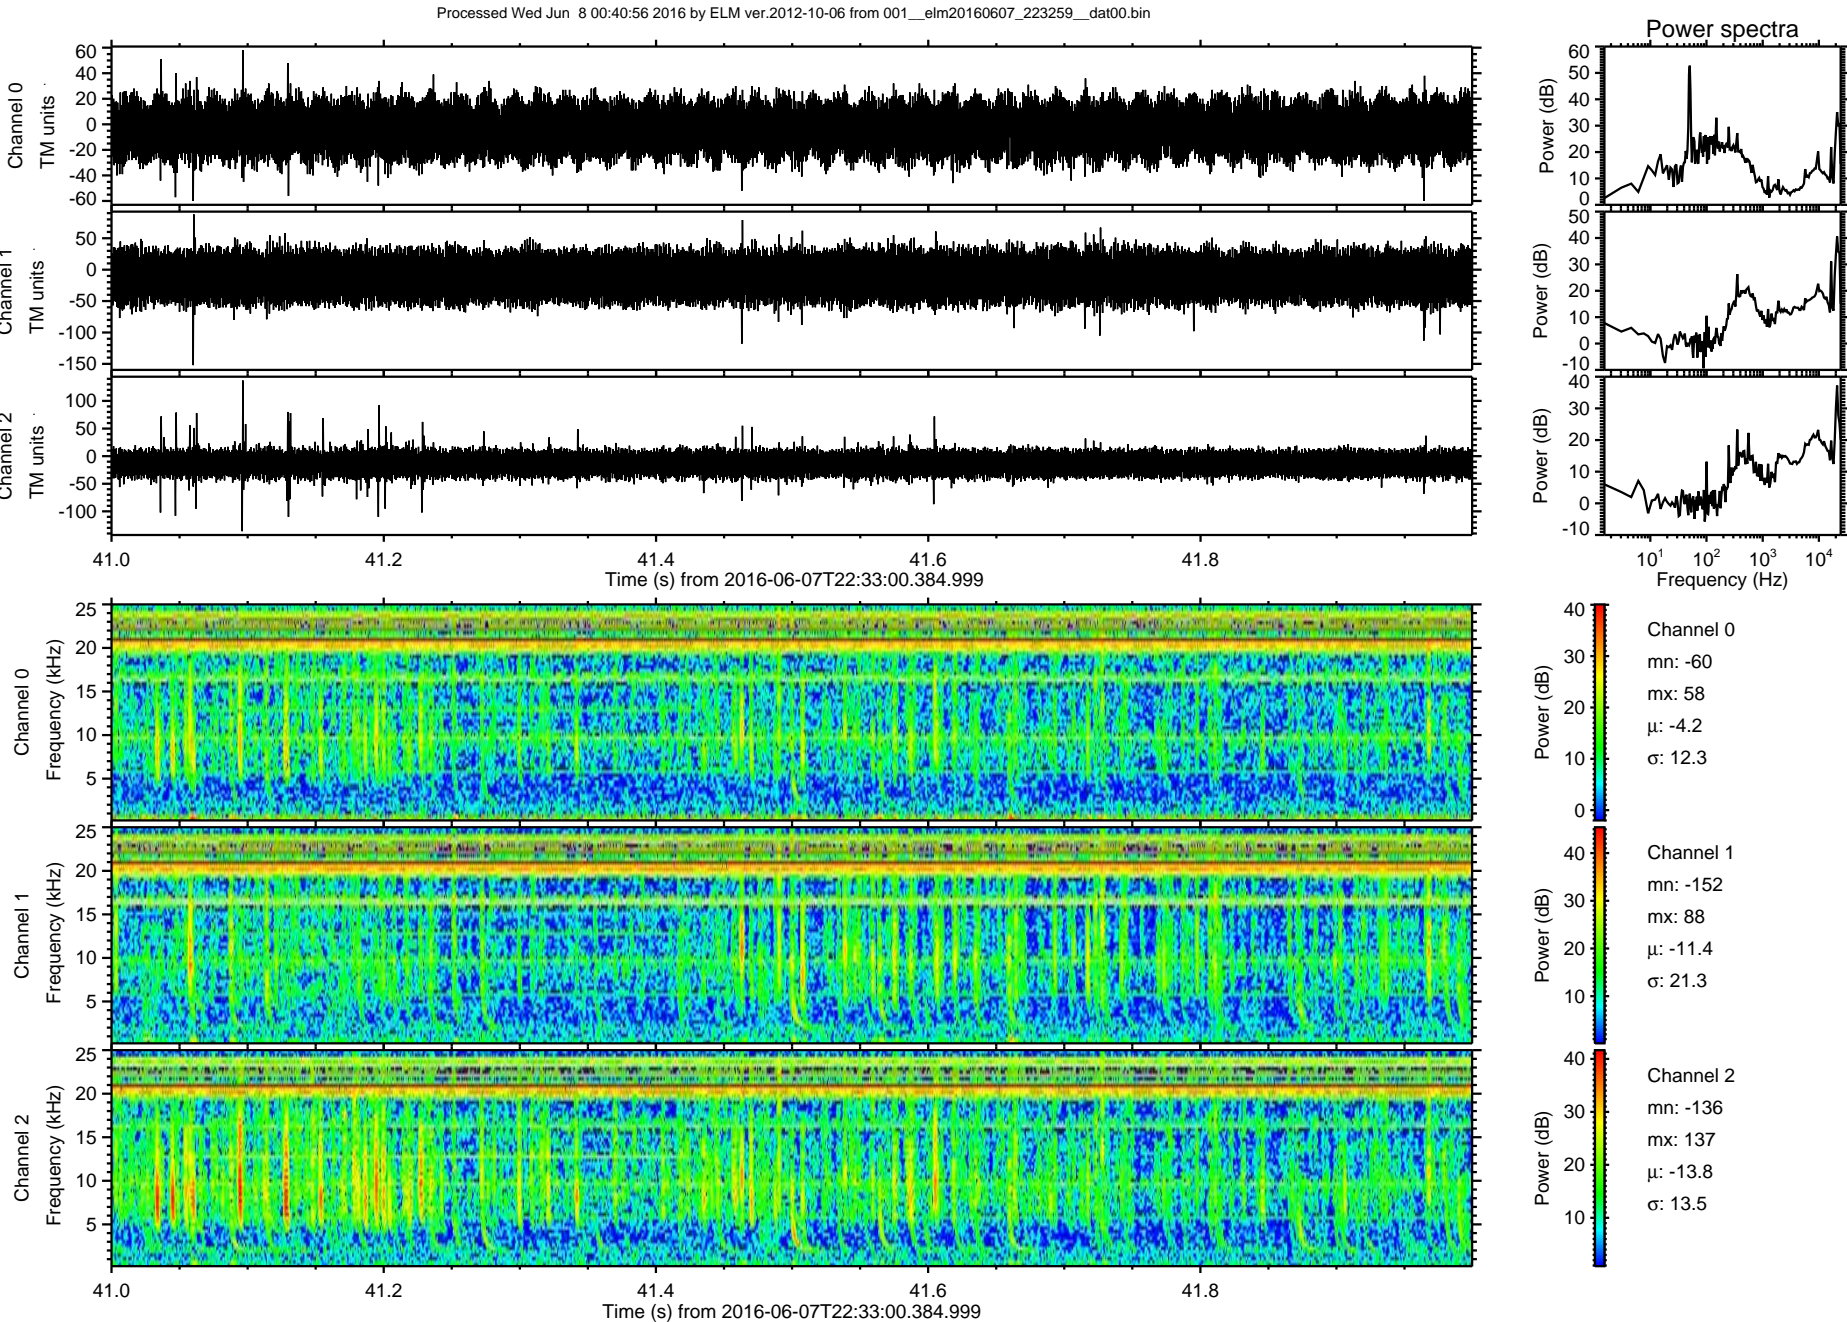 Processed Wed Jun 8 00:40:56 2016 by ELM ver.2012-10-06 from 001__elm20160607_223259__dat00.bin
Power spectra
Channel 0
TM units
60
40
20
0
-20
-40
-60
Power (dB)
60
50
40
30
20
10
0
Channel 1
TM units
50
0
-50
-100
-150
Power (dB)
50
40
30
20
10
0
-10
Channel 2
TM units
100
50
0
-50
-100
Power (dB)
40
30
20
10
0
-10
41.0 41.2 41.4 41.6 41.8
Time (s) from 2016-06-07T22:33:00.384.999
10¹ 10² 10³ 10⁴
Frequency (Hz)
Channel 0
Frequency (kHz)
25
20
15
10
5
Power (dB)
40
30
20
10
0
Channel 0
mn: -60
mx: 58
µ: -4.2
σ: 12.3
Channel 1
Frequency (kHz)
25
20
15
10
5
Power (dB)
40
30
20
10
Channel 1
mn: -152
mx: 88
µ: -11.4
σ: 21.3
Channel 2
Frequency (kHz)
25
20
15
10
5
Power (dB)
40
30
20
10
Channel 2
mn: -136
mx: 137
µ: -13.8
σ: 13.5
41.0 41.2 41.4 41.6 41.8
Time (s) from 2016-06-07T22:33:00.384.999